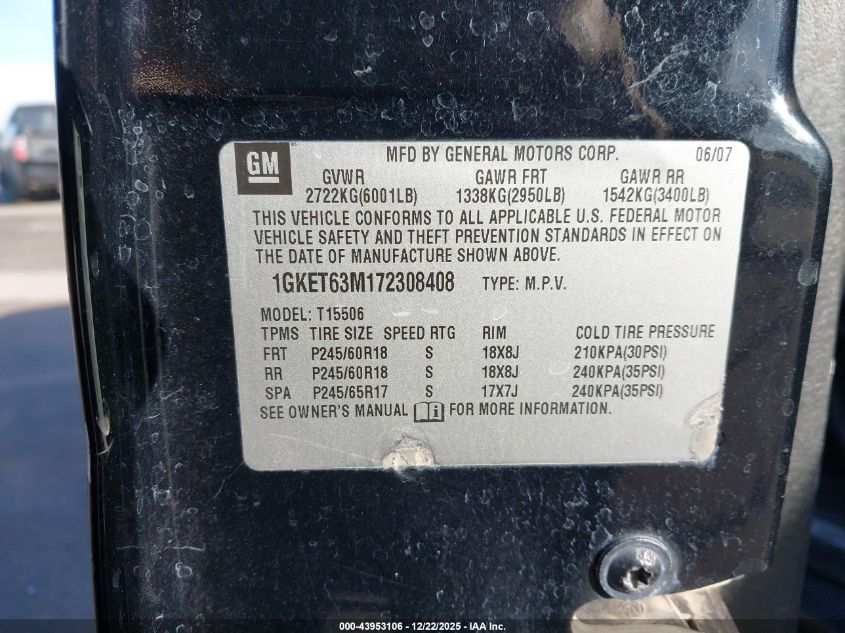 GM MFD BY GENERAL MOTORS CORP. 06/07
GVWR GAWR FRT GAWR RR
2722KG(6001LB) 1338KG(2950LB) 1542KG(3400LB)
THIS VEHICLE CONFORMS TO ALL APPLICABLE U.S. FEDERAL MOTOR
VEHICLE SAFETY AND THEFT PREVENTION STANDARDS IN EFFECT ON
THE DATE OF MANUFACTURE SHOWN ABOVE.
1GKET63M172308408 TYPE: M.P.V.
MODEL: T15506
TPMS TIRE SIZE SPEED RTG RIM COLD TIRE PRESSURE
FRT P245/60R18 S 18X8J 210KPA(30PSI)
RR P245/60R18 S 18X8J 240KPA(35PSI)
SPA P245/65R17 S 17X7J 240KPA(35PSI)
SEE OWNER'S MANUAL FOR MORE INFORMATION.
000-43953106 - 12/22/2025 - IAA